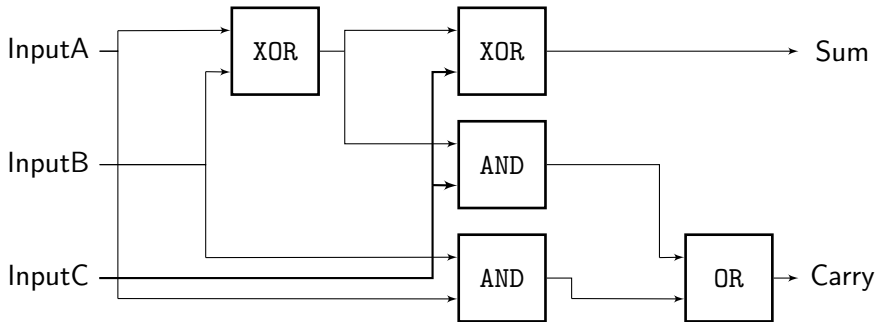 InputA
XOR
XOR
Sum
InputB
AND
InputC
AND
OR
Carry